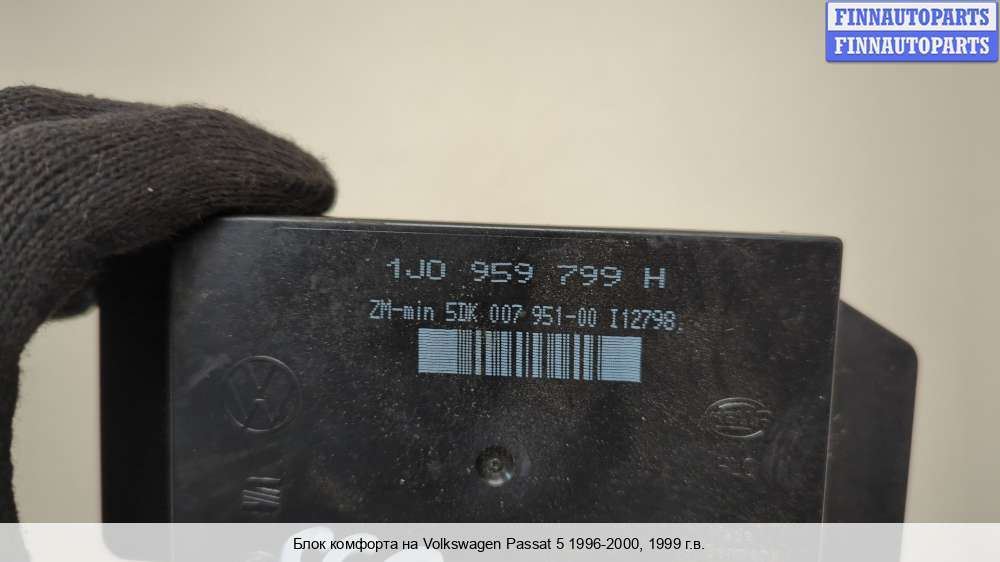 FINNAUTOPARTS
FINNAUTOPARTS
1J0 959 799 H
ZM-min 5DK 007 951-00 I12798.
Блок комфорта на Volkswagen Passat 5 1996-2000, 1999 г.в.